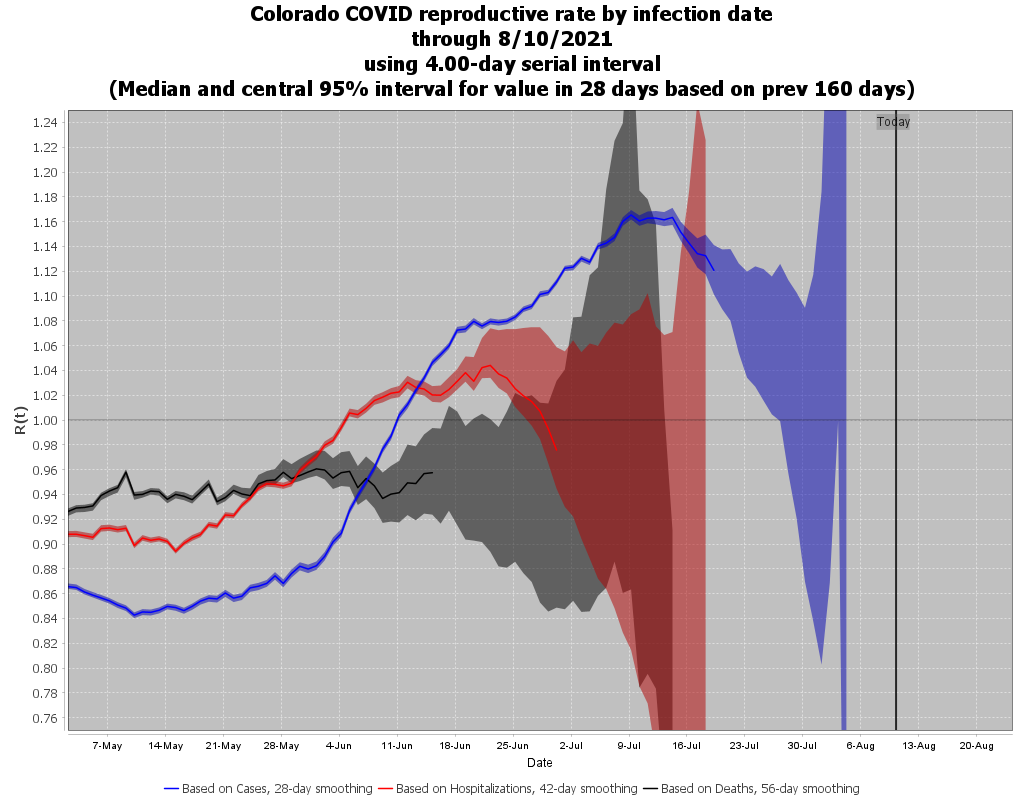 Colorado COVID reproductive rate by infection date
through 8/10/2021
using 4.00-day serial interval
(Median and central 95% interval for value in 28 days based on prev 160 days)
Today
1.24
1.22
1.20
1.18
1.16
1.14
1.12
1.10
1.08
1.06
1.04
1.02
1.00
0.98
0.96
0.94
0.92
0.90
0.88
0.86
0.84
0.82
0.80
0.78
0.76
R(t)
7-May 14-May 21-May 28-May 4-Jun 11-Jun 18-Jun 25-Jun 2-Jul 9-Jul 16-Jul 23-Jul 30-Jul 6-Aug 13-Aug 20-Aug
Date
Based on Cases, 28-day smoothing Based on Hospitalizations, 42-day smoothing Based on Deaths, 56-day smoothing